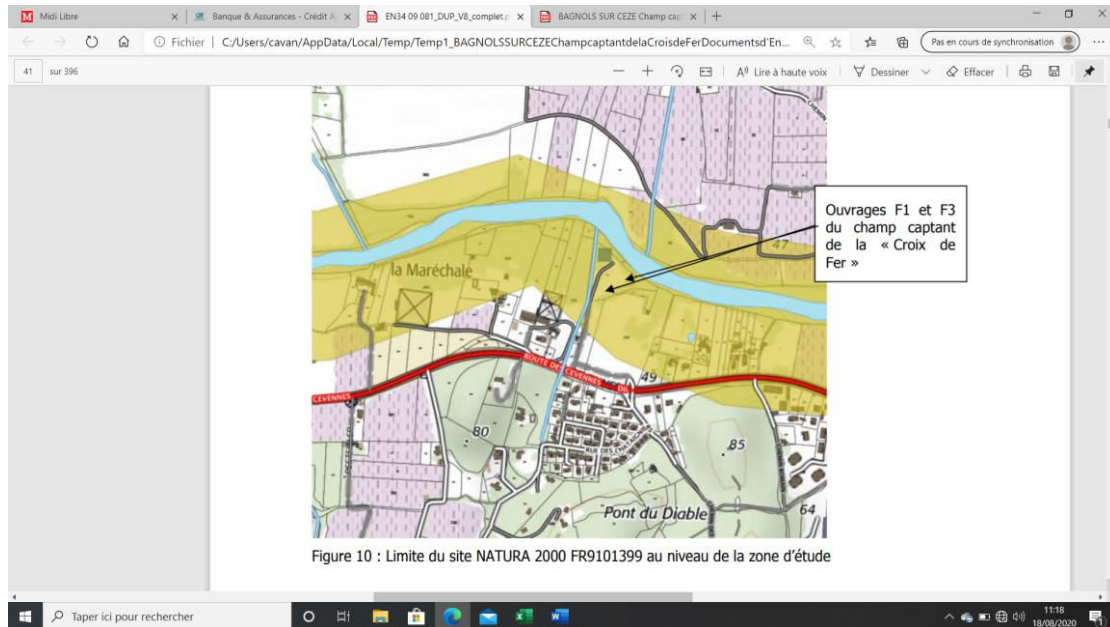 Midi Libre
Banque & Assurances - Crédit A
EN34 09 081_DUP_V8_complet.p
BAGNOLS SUR CEZE Champ cap
Fichier
C:/Users/cavan/AppData/Local/Temp/Temp1_BAGNOLSSURCEZEChampcaptantdelaCroisdeFerDocumentsd'En...
Pas en cours de synchronisation
41 sur 396
Lire à haute voix
Dessiner
Effacer
CHEMIN
Ouvrages F1 et F3
du champ captant
de la « Croix de
Fer »
47
la Maréchale
ROUTE DE CEVENNES D6
49
CEVENNES
80
85
Pont du Diable
64
Figure 10 : Limite du site NATURA 2000 FR9101399 au niveau de la zone d'étude
Taper ici pour rechercher
11:18
18/08/2020